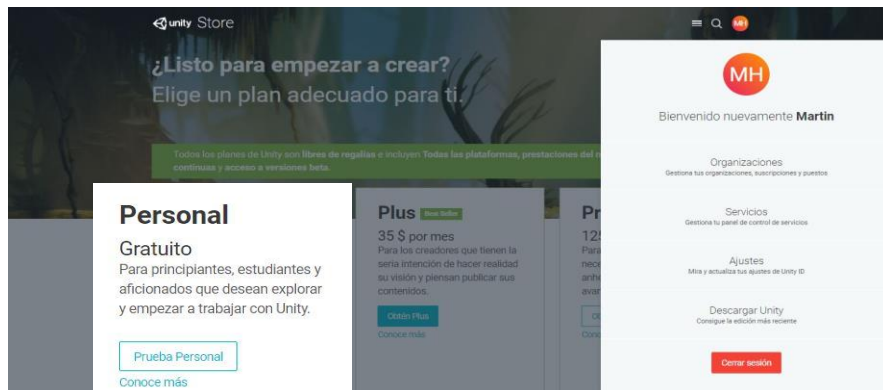 unity Store
MH
¿Listo para empezar a crear?
Elige un plan adecuado para ti.
Todos los planes de Unity son libres de regalías e incluyen Todas las plataformas, prestaciones del m
continuas y acceso a versiones beta.
Personal
Gratuito
Para principiantes, estudiantes y
aficionados que desean explorar
y empezar a trabajar con Unity.
Prueba Personal
Conoce más
Plus
Best Seller
35 $ por mes
Para los creadores que tienen la
seria intención de hacer realidad
su visión y piensan publicar sus
contenidos.
Obtén Plus
Conoce más
Pr
125
Para
nece
anhe
avan
Conc
MH
Bienvenido nuevamente Martin
Organizaciones
Gestiona tus organizaciones, suscripciones y puestos
Servicios
Gestiona tu panel de control de servicios
Ajustes
Mira y actualiza tus ajustes de Unity ID
Descargar Unity
Consigue la edición más reciente
Cerrar sesión